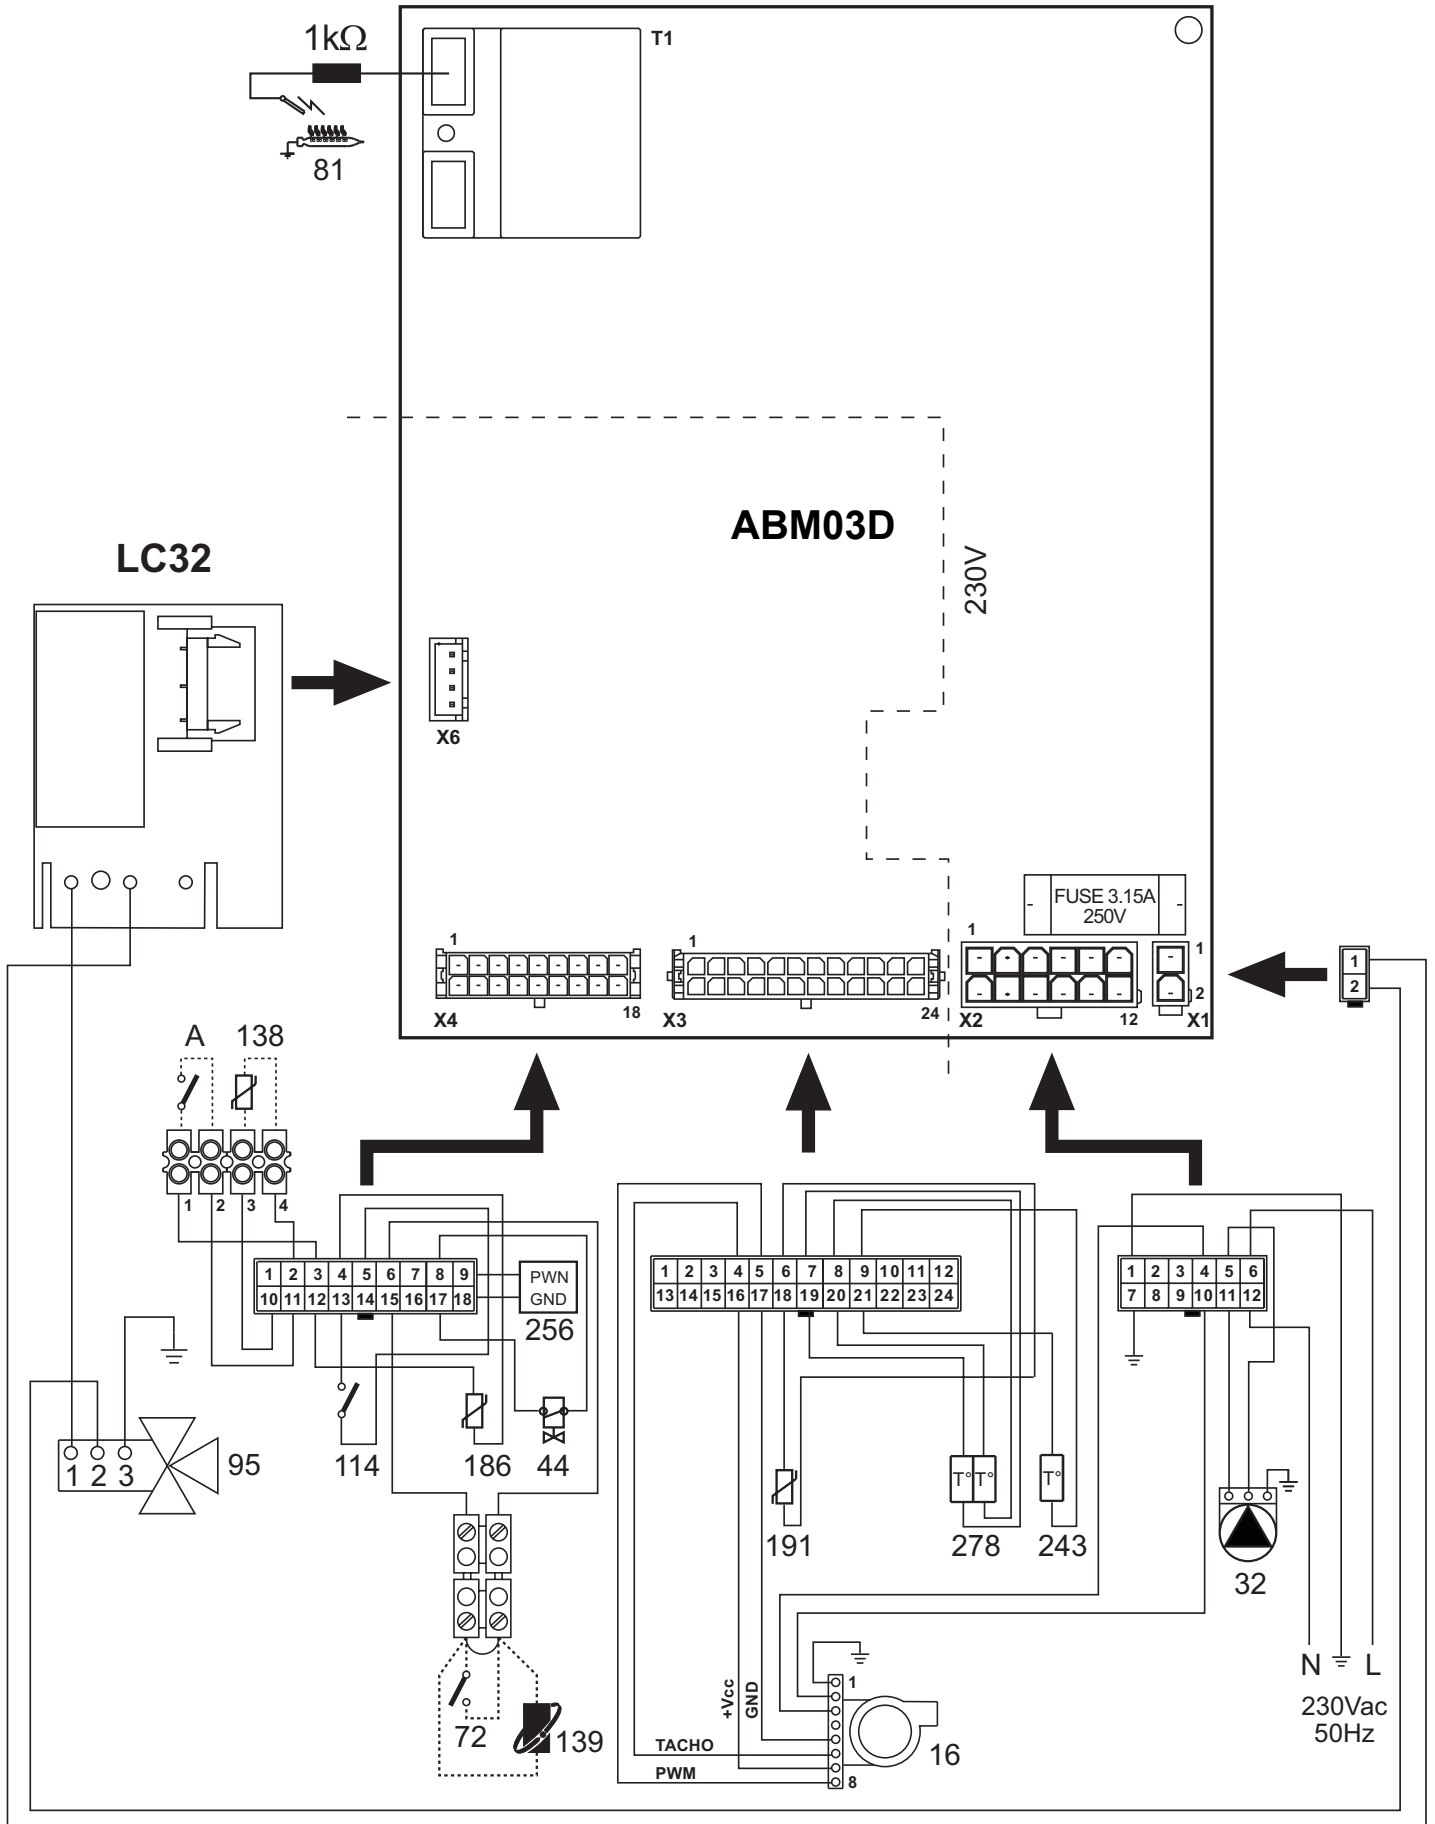 1kΩ
T1
81
ABM03D
230V
LC32
X6
FUSE 3.15A
250V
1
1
1
1
1
2
18
24
12
2
X4
X3
X2
X1
A
138
1
2
3
4
1 2 3 4 5 6 7 8 9
10 11 12 13 14 15 16 17 18
PWN
GND
256
1 2 3 4 5 6 7 8 9 10 11 12
13 14 15 16 17 18 19 20 21 22 23 24
1 2 3 4 5 6
7 8 9 10 11 12
1 2 3
95
114
186
44
T°
T°
T°
191
278
243
32
72
139
+Vcc
GND
TACHO
PWM
1
8
16
N
L
230Vac
50Hz